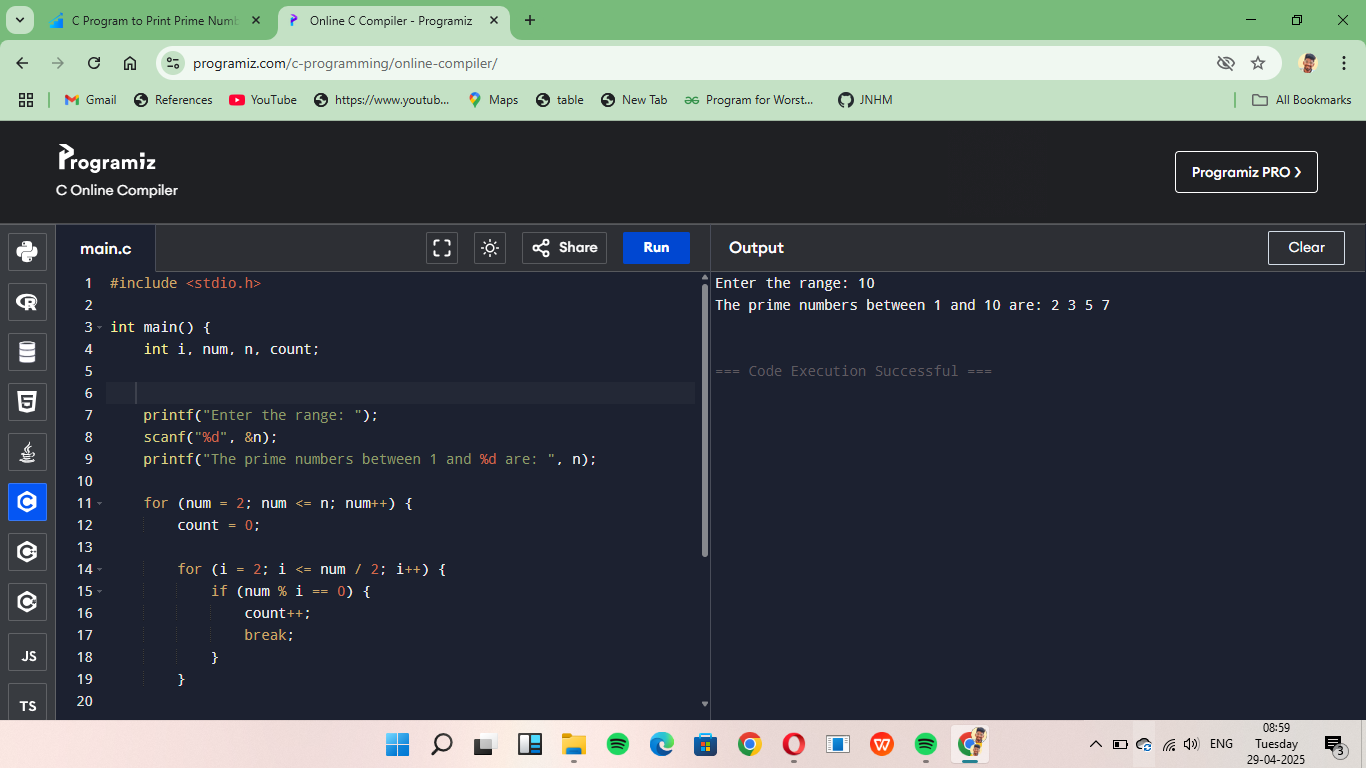 C Program to Print Prime Numb
Online C Compiler - Programiz
programiz.com/c-programming/online-compiler/
Gmail
References
YouTube
https://www.youtub...
Maps
table
New Tab
Program for Worst...
JNHM
All Bookmarks
Programiz
C Online Compiler
Programiz PRO ❯
main.c
Share
Run
Output
Clear
1 #include <stdio.h>
2
3 int main() {
4 int i, num, n, count;
5
6
7 printf("Enter the range: ");
8 scanf("%d", &n);
9 printf("The prime numbers between 1 and %d are: ", n);
10
11 for (num = 2; num <= n; num++) {
12 count = 0;
13
14 for (i = 2; i <= num / 2; i++) {
15 if (num % i == 0) {
16 count++;
17 break;
18 }
19 }
20
Enter the range: 10
The prime numbers between 1 and 10 are: 2 3 5 7
=== Code Execution Successful ===
JS
TS
ENG
08:59
Tuesday
29-04-2025
3